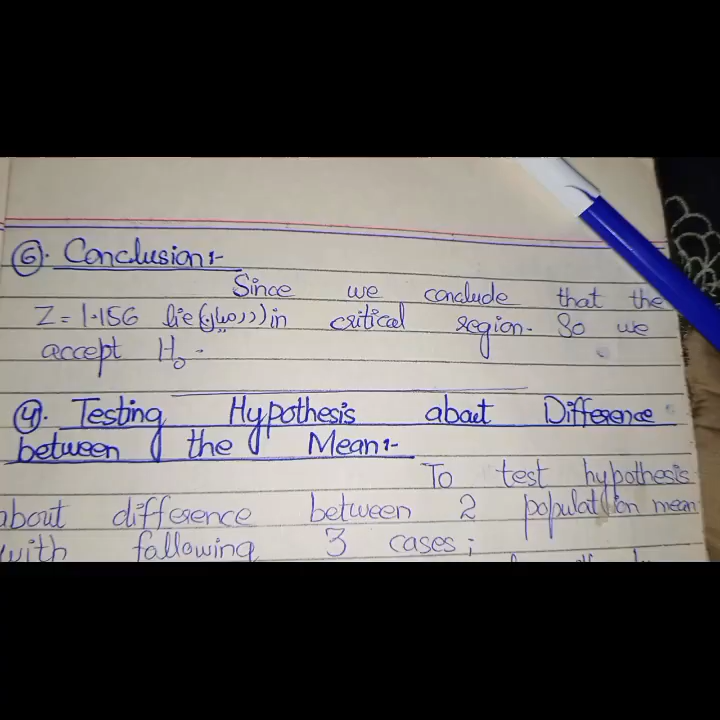 6. Conclusion:-
Since we conclude that the
Z = 1.156 lie (درمیان) in critical region. So we
accept H₀.
4. Testing Hypothesis about Difference
between the Mean:-
To test hypothesis
about difference between 2 population mean
with following 3 cases;